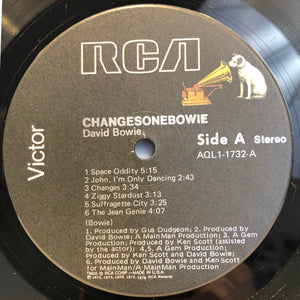 RCA
Victor
CHANGESONEBOWIE
David Bowie
Side A Stereo
AQL1-1732-A
1 Space Oddity 5:15
2 John, I'm Only Dancing 2:43
3 Changes 3:34
4 Ziggy Stardust 3:13
5 Suffragette City 3:25
6 The Jean Genie 4:07
(Bowie)
1. Produced by Gus Dudgeon; 2. Produced by
David Bowie, A MainMan Production; 3. A Gem
Production; Produced by Ken Scott (assisted
by the actor); 4., 5. A Gem Production;
Produced by Ken Scott and David Bowie;
6. Produced by David Bowie and Ken Scott
for MainMan/A MainMan Production